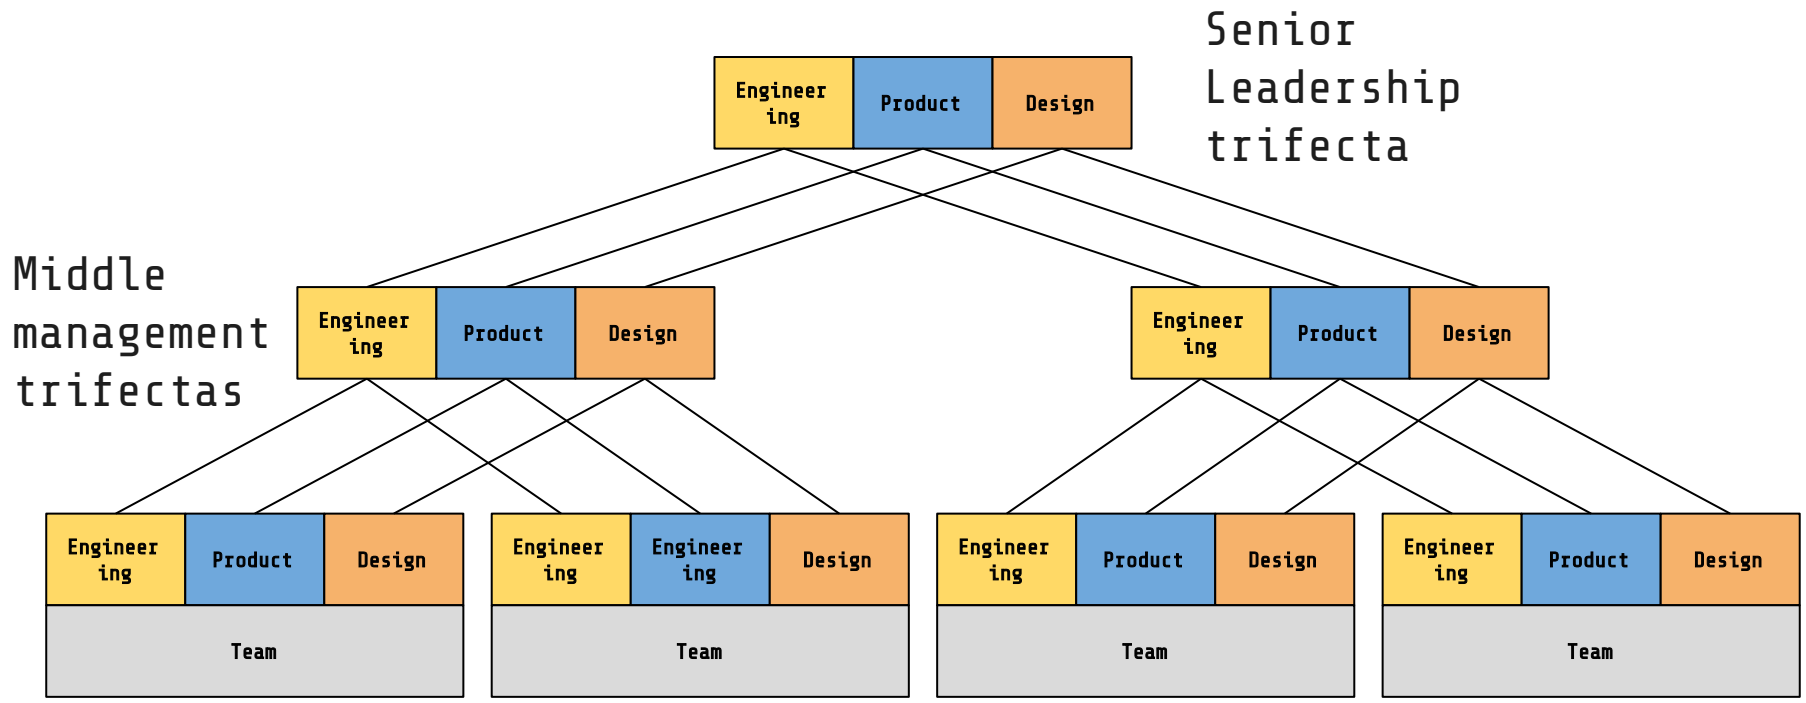 Senior
Leadership
trifecta
Engineer
ing
Product
Design
Middle
management
trifectas
Engineer
ing
Product
Design
Engineer
ing
Product
Design
Engineer
ing
Product
Design
Engineer
ing
Engineer
ing
Design
Engineer
ing
Product
Design
Engineer
ing
Product
Design
Team
Team
Team
Team